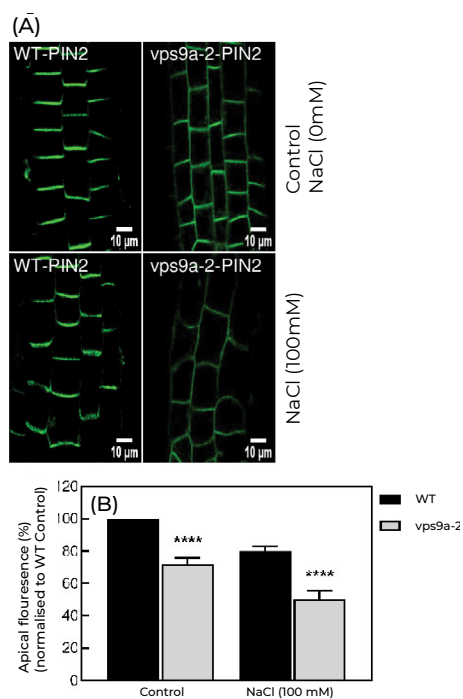 (A)
WT-PIN2
vps9a-2-PIN2
10 µm
10 µm
Control
NaCl (0mM)
WT-PIN2
vps9a-2-PIN2
10 µm
10 µm
NaCl (100mM)
(B)
Apical flouresence (%)
(normalised to WT Control)
120
100
80
60
40
20
0
****
****
WT
vps9a-2
Control
NaCl (100 mM)